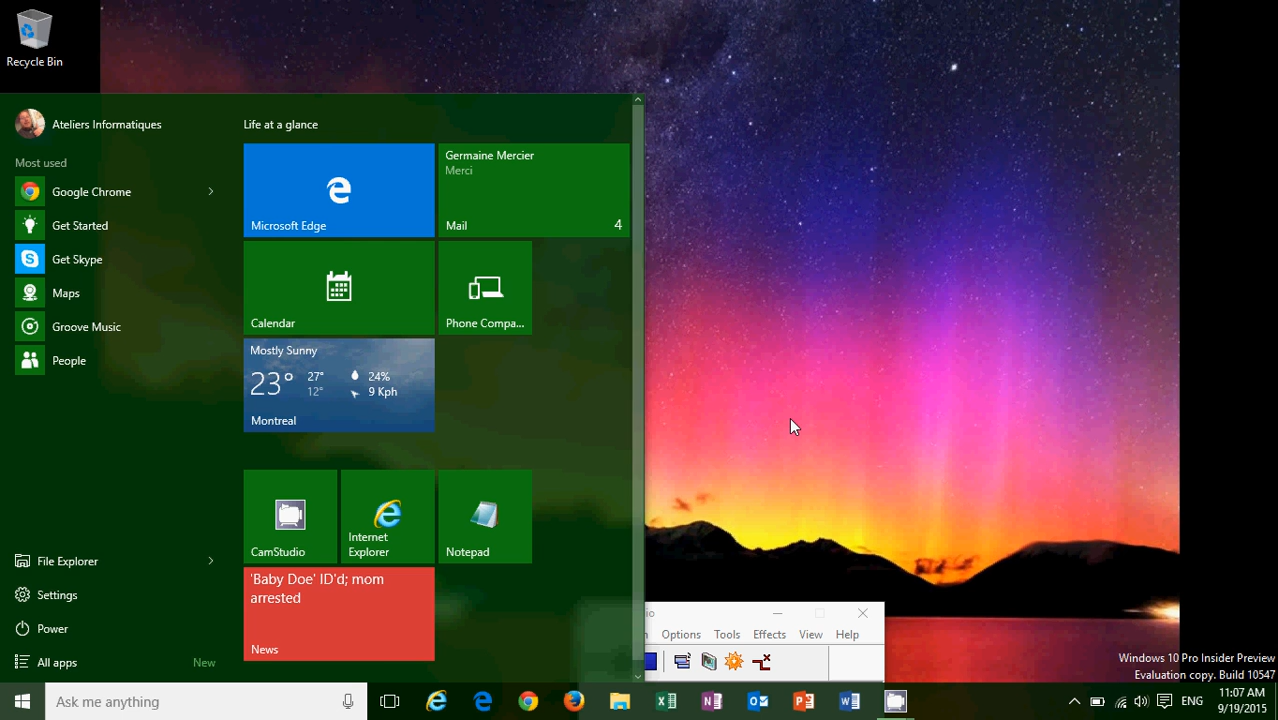 Recycle Bin
Ateliers Informatiques
Life at a glance
Most used
Google Chrome
Get Started
Get Skype
Maps
Groove Music
People
Microsoft Edge
Germaine Mercier
Merci
Mail
4
Calendar
Phone Compa...
Mostly Sunny
23°
27°
12°
24%
9 Kph
Montreal
CamStudio
Internet
Explorer
Notepad
'Baby Doe' ID'd; mom
arrested
News
File Explorer
Settings
Power
All apps
New
io
Options
Tools
Effects
View
Help
Windows 10 Pro Insider Preview
Evaluation copy. Build 10547
Ask me anything
ENG
11:07 AM
9/19/2015